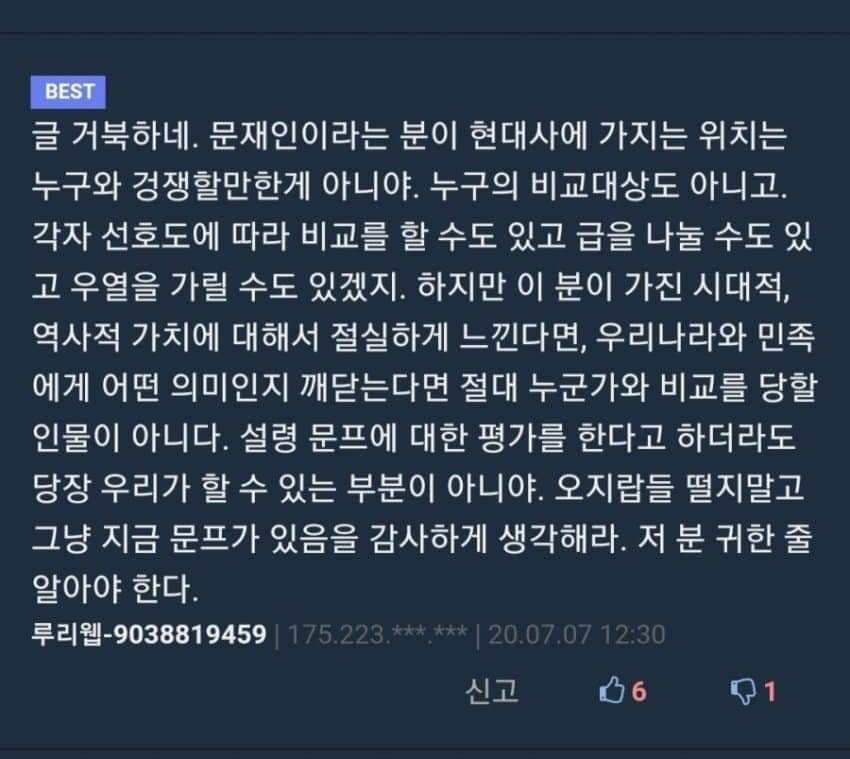 BEST
글 거북하네. 문재인이라는 분이 현대사에 가지는 위치는
누구와 겅쟁할만한게 아니야. 누구의 비교대상도 아니고.
각자 선호도에 따라 비교를 할 수도 있고 급을 나눌 수도 있
고 우열을 가릴 수도 있겠지. 하지만 이 분이 가진 시대적,
역사적 가치에 대해서 절실하게 느낀다면, 우리나라와 민족
에게 어떤 의미인지 깨닫는다면 절대 누군가와 비교를 당할
인물이 아니다. 설령 문프에 대한 평가를 한다고 하더라도
당장 우리가 할 수 있는 부분이 아니야. 오지랍들 떨지말고
그냥 지금 문프가 있음을 감사하게 생각해라. 저 분 귀한 줄
알아야 한다.
루리웹-9038819459 | 175.223.***.*** | 20.07.07 12:30
신고 6 1